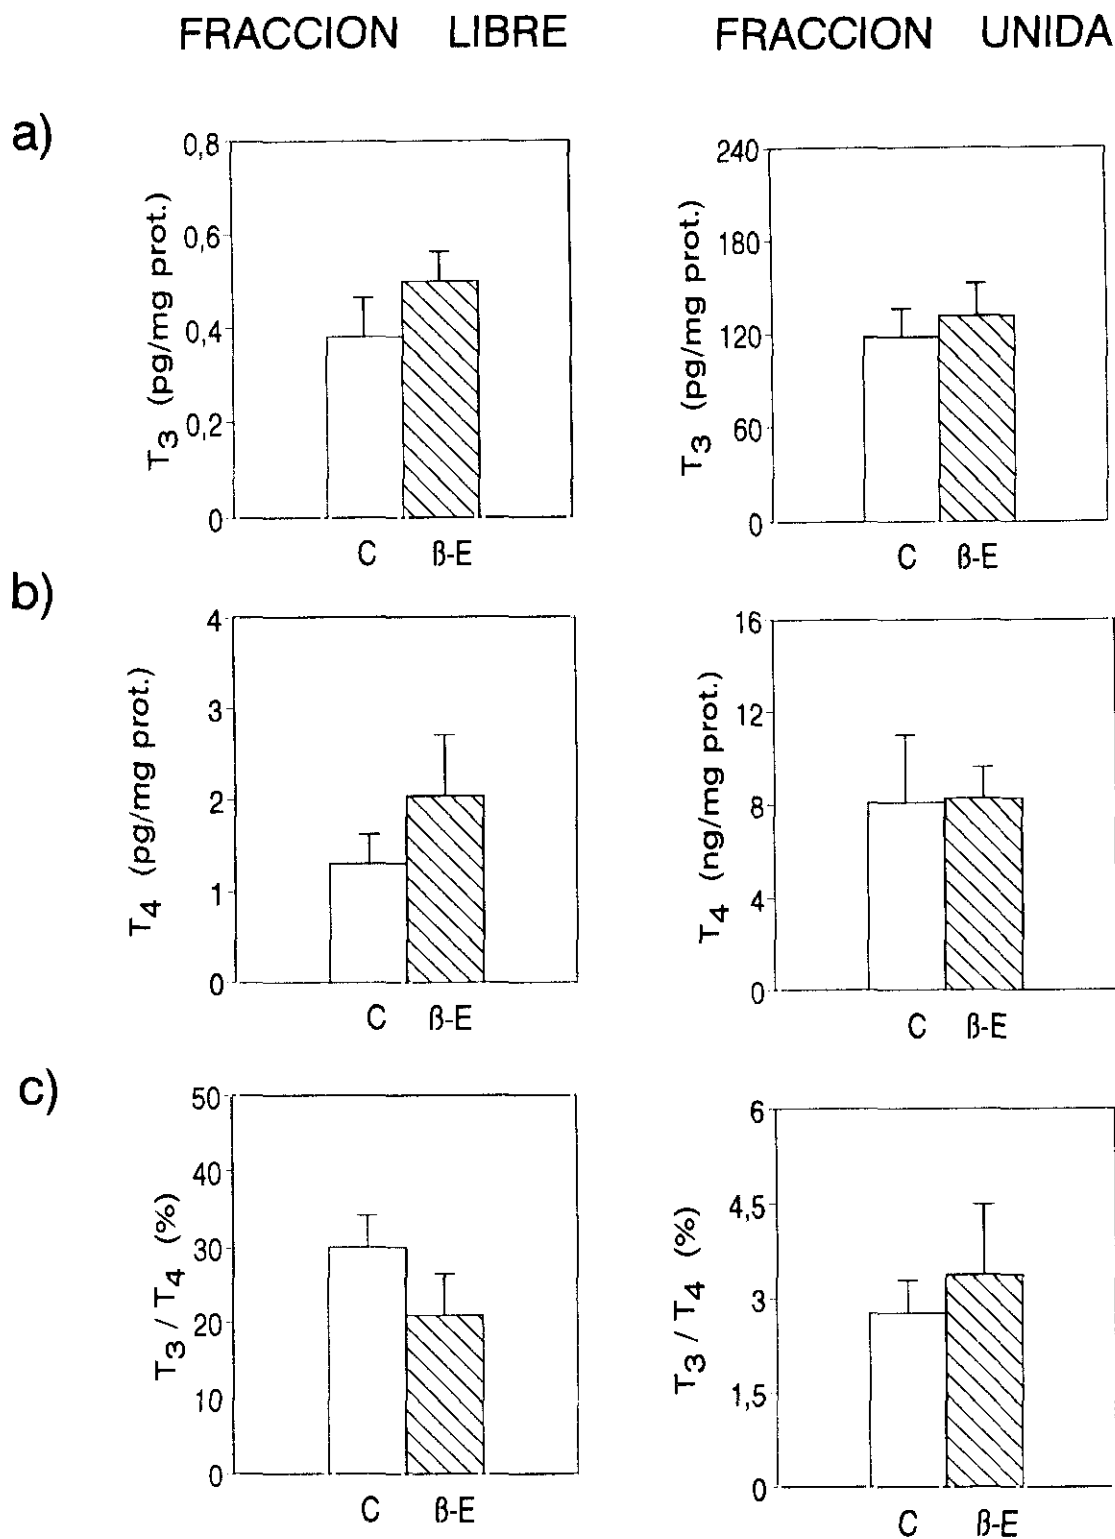 FRACCION LIBRE
FRACCION UNIDA
a)
T3 (pg/mg prot.)
0,8
0,6
0,4
0,2
0
C
β-E
T3 (pg/mg prot.)
240
180
120
60
0
C
β-E
b)
T4 (pg/mg prot.)
4
3
2
1
0
C
β-E
T4 (ng/mg prot.)
16
12
8
4
0
C
β-E
c)
T3 / T4 (%)
50
40
30
20
10
0
C
β-E
T3 / T4 (%)
6
4,5
3
1,5
0
C
β-E